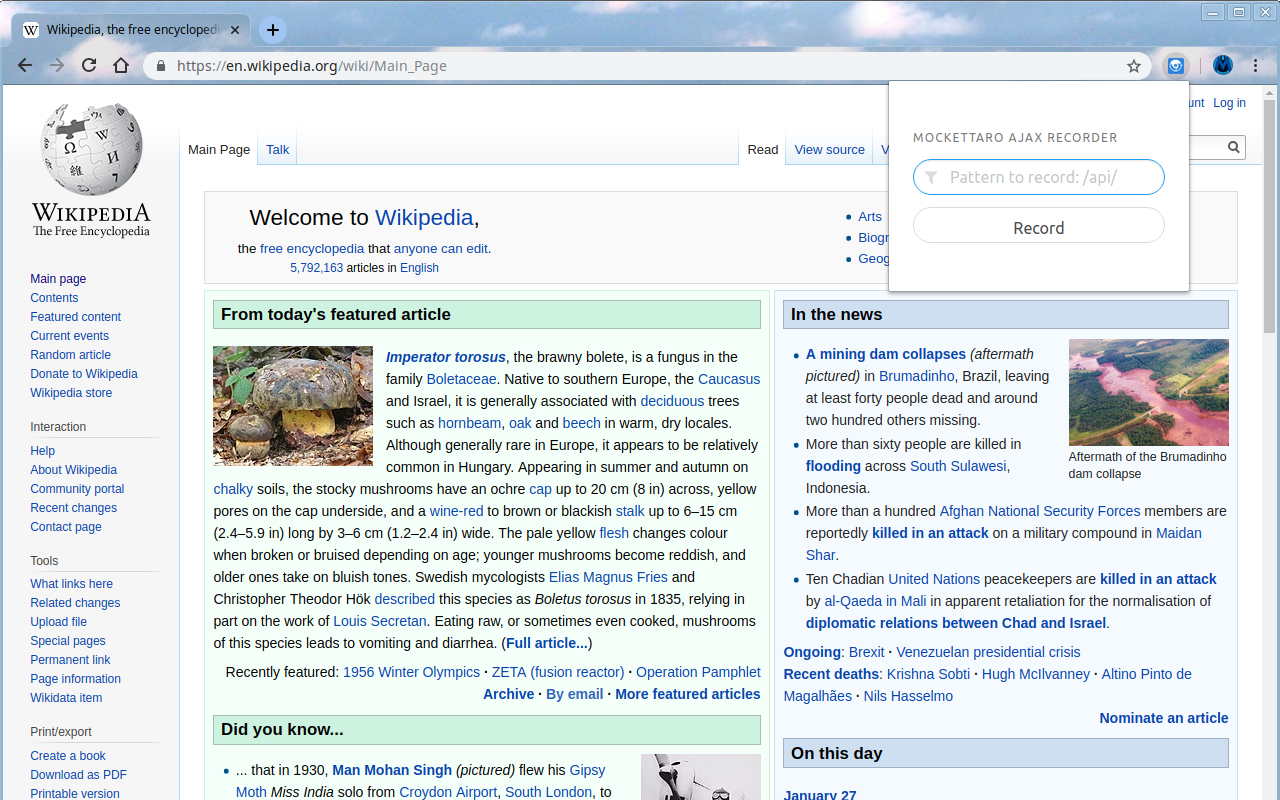 Wikipedia, the free encyclopedi
https://en.wikipedia.org/wiki/Main_Page
unt Log in
MOCKETTARO AJAX RECORDER
Pattern to record: /api/
Record
WIKIPEDIA
The Free Encyclopedia
Main Page Talk
Read View source V
Main page
Contents
Featured content
Current events
Random article
Donate to Wikipedia
Wikipedia store
Interaction
Help
About Wikipedia
Community portal
Recent changes
Contact page
Tools
What links here
Related changes
Upload file
Special pages
Permanent link
Page information
Wikidata item
Print/export
Create a book
Download as PDF
Printable version
Welcome to Wikipedia,
the free encyclopedia that anyone can edit.
5,792,163 articles in English
Arts
Biogr
Geog
From today's featured article
Imperator torosus, the brawny bolete, is a fungus in the
family Boletaceae. Native to southern Europe, the Caucasus
and Israel, it is generally associated with deciduous trees
such as hornbeam, oak and beech in warm, dry locales.
Although generally rare in Europe, it appears to be relatively
common in Hungary. Appearing in summer and autumn on
chalky soils, the stocky mushrooms have an ochre cap up to 20 cm (8 in) across, yellow
pores on the cap underside, and a wine-red to brown or blackish stalk up to 6–15 cm
(2.4–5.9 in) long by 3–6 cm (1.2–2.4 in) wide. The pale yellow flesh changes colour
when broken or bruised depending on age; younger mushrooms become reddish, and
older ones take on bluish tones. Swedish mycologists Elias Magnus Fries and
Christopher Theodor Hök described this species as Boletus torosus in 1835, relying in
part on the work of Louis Secretan. Eating raw, or sometimes even cooked, mushrooms
of this species leads to vomiting and diarrhea. (Full article...)
Recently featured: 1956 Winter Olympics · ZETA (fusion reactor) · Operation Pamphlet
Archive · By email · More featured articles
Did you know...
... that in 1930, Man Mohan Singh (pictured) flew his Gipsy
Moth Miss India solo from Croydon Airport, South London, to
In the news
A mining dam collapses (aftermath
pictured) in Brumadinho, Brazil, leaving
at least forty people dead and around
two hundred others missing.
Aftermath of the Brumadinho
dam collapse
More than sixty people are killed in
flooding across South Sulawesi,
Indonesia.
More than a hundred Afghan National Security Forces members are
reportedly killed in an attack on a military compound in Maidan
Shar.
Ten Chadian United Nations peacekeepers are killed in an attack
by al-Qaeda in Mali in apparent retaliation for the normalisation of
diplomatic relations between Chad and Israel.
Ongoing: Brexit · Venezuelan presidential crisis
Recent deaths: Krishna Sobti · Hugh McIlvanney · Altino Pinto de
Magalhães · Nils Hasselmo
Nominate an article
On this day
January 27